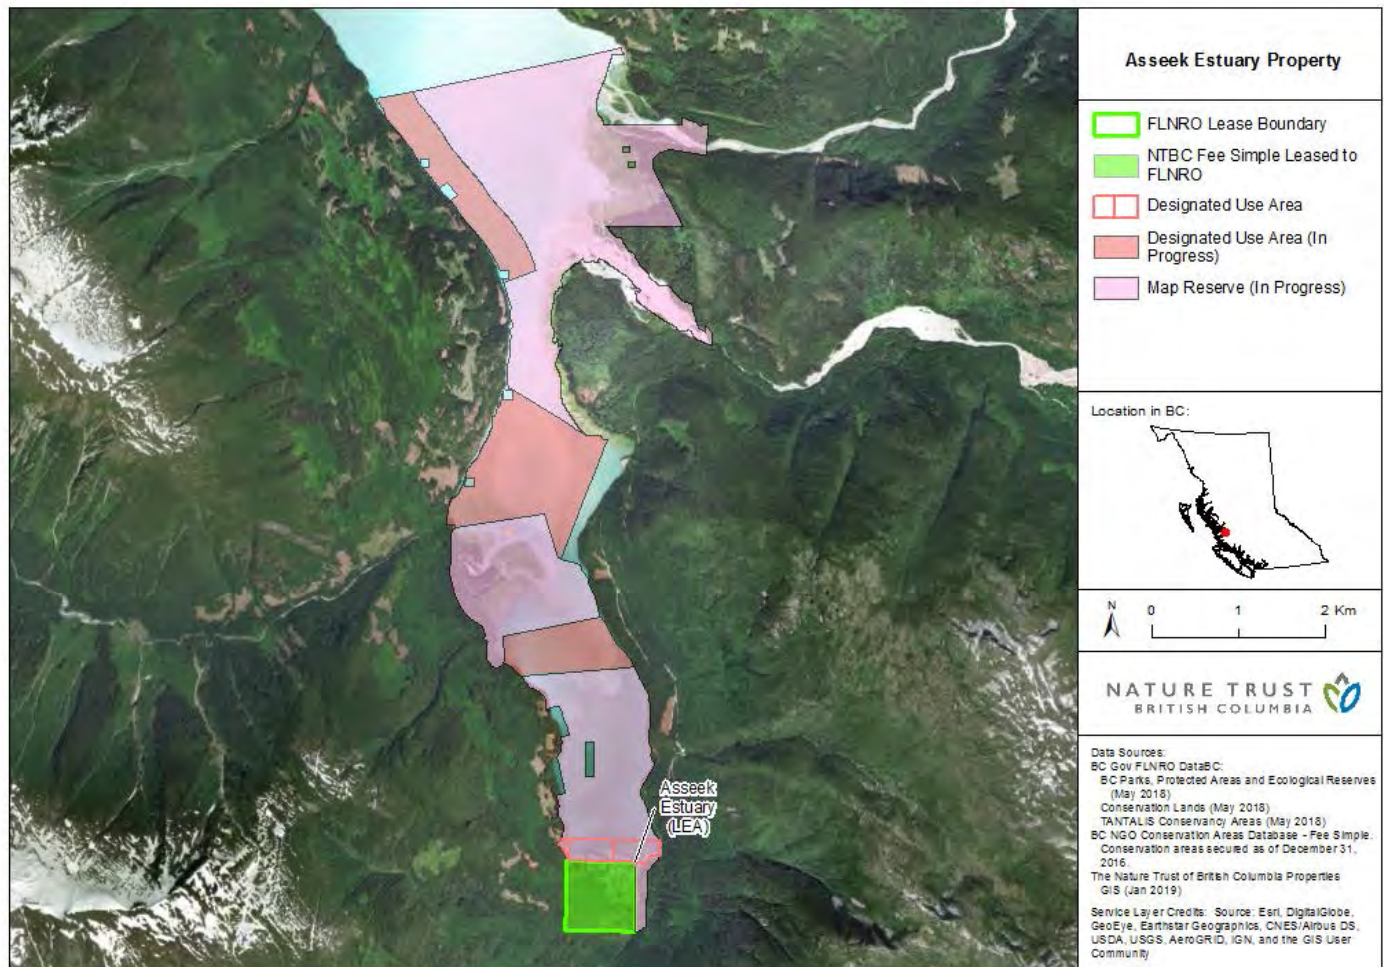 Asseek Estuary Property
FLNRO Lease Boundary
NTBC Fee Simple Leased to
FLNRO
Designated Use Area
Designated Use Area (In
Progress)
Map Reserve (In Progress)
Location in BC:
N
0 1 2 Km
NATURE TRUST
BRITISH COLUMBIA
Data Sources:
BC Gov FLNRO DataBC:
BC Parks, Protected Areas and Ecological Reserves
(May 2018)
Conservation Lands (May 2018)
TANTALIS Conservancy Areas (May 2018)
BC NGO Conservation Areas Database - Fee Simple.
Conservation areas secured as of December 31,
2016.
The Nature Trust of British Columbia Properties
GIS (Jan 2019)
Service Layer Credits: Source: Esri, DigitalGlobe,
GeoEye, Earthstar Geographics, CNES/Airbus DS,
USDA, USGS, AeroGRID, IGN, and the GIS User
Community
Asseek
Estuary
(LEA)